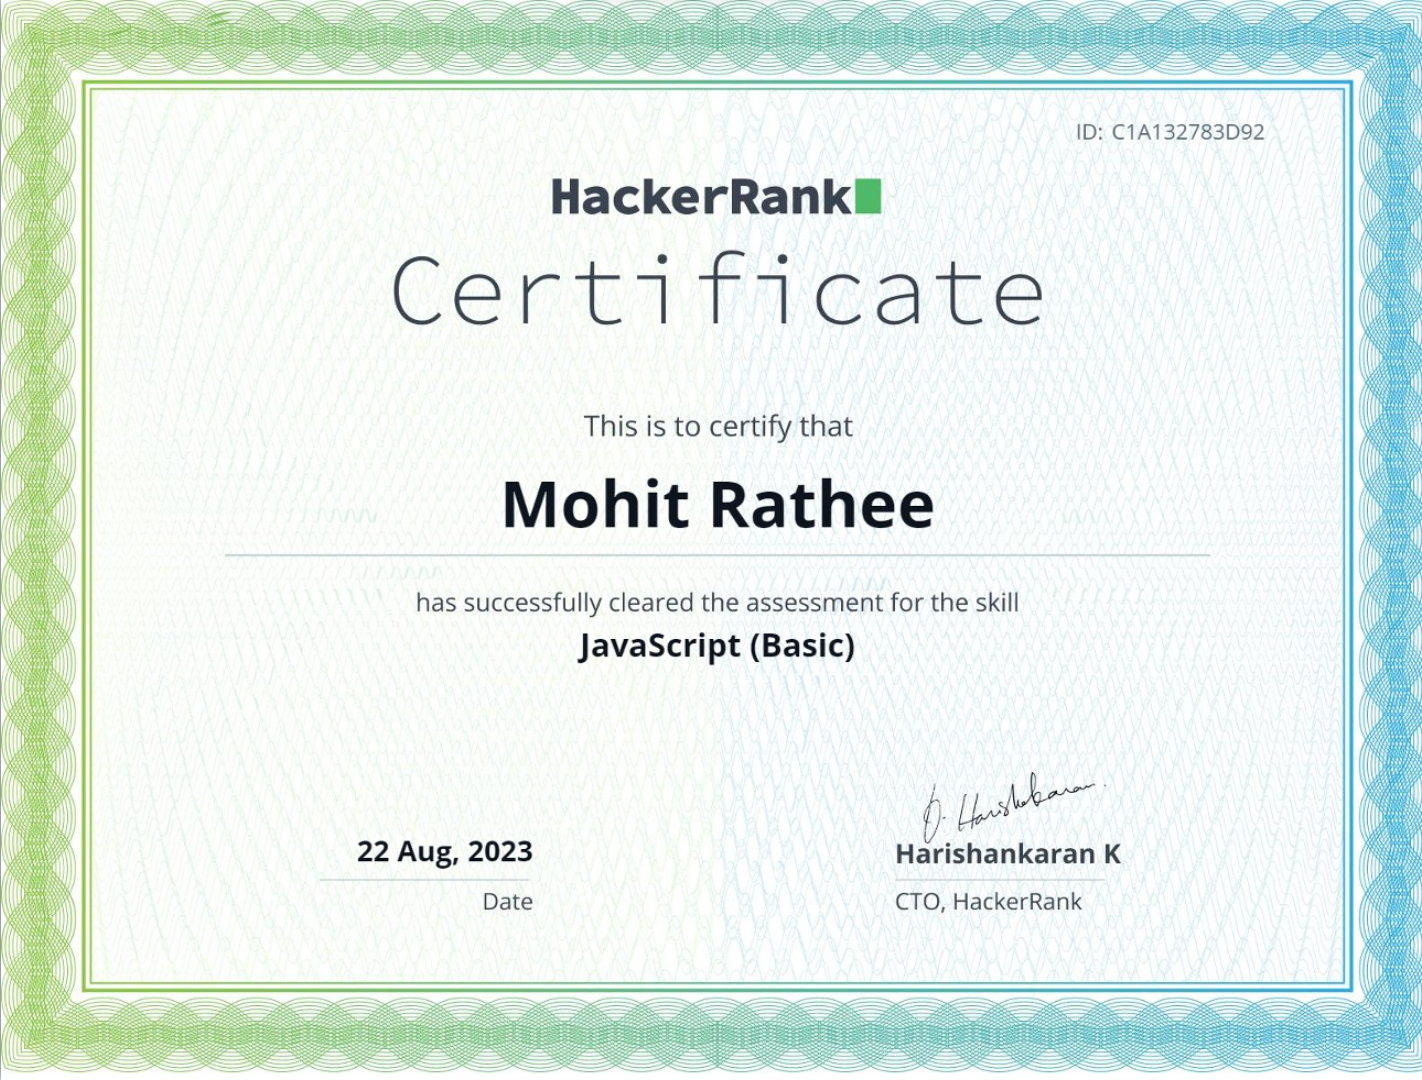 ID: C1A132783D92
HackerRank
Certificate
This is to certify that
Mohit Rathee
has successfully cleared the assessment for the skill
JavaScript (Basic)
22 Aug, 2023
Date
Harishankaran K
CTO, HackerRank